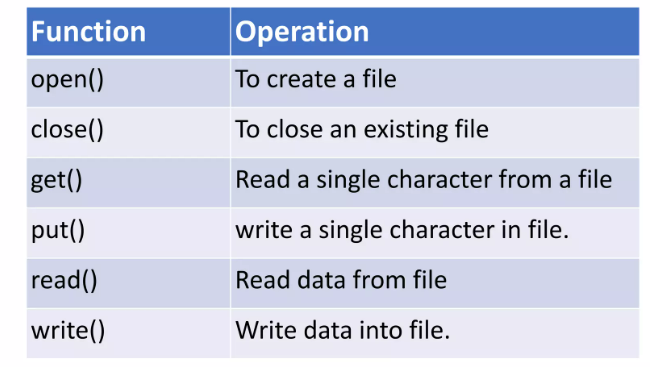 Function Operation
open() To create a file
close() To close an existing file
get() Read a single character from a file
put() write a single character in file.
read() Read data from file
write() Write data into file.